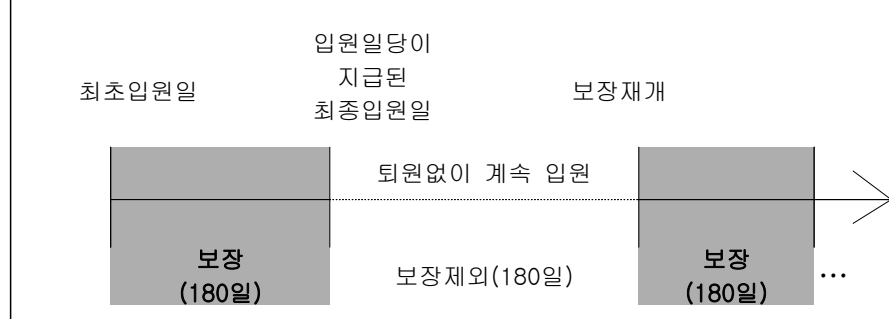 입원일당이
지급된
최종입원일
최초입원일
보장재개
퇴원없이 계속 입원
보장
(180일)
보장제외(180일)
보장
(180일)
…